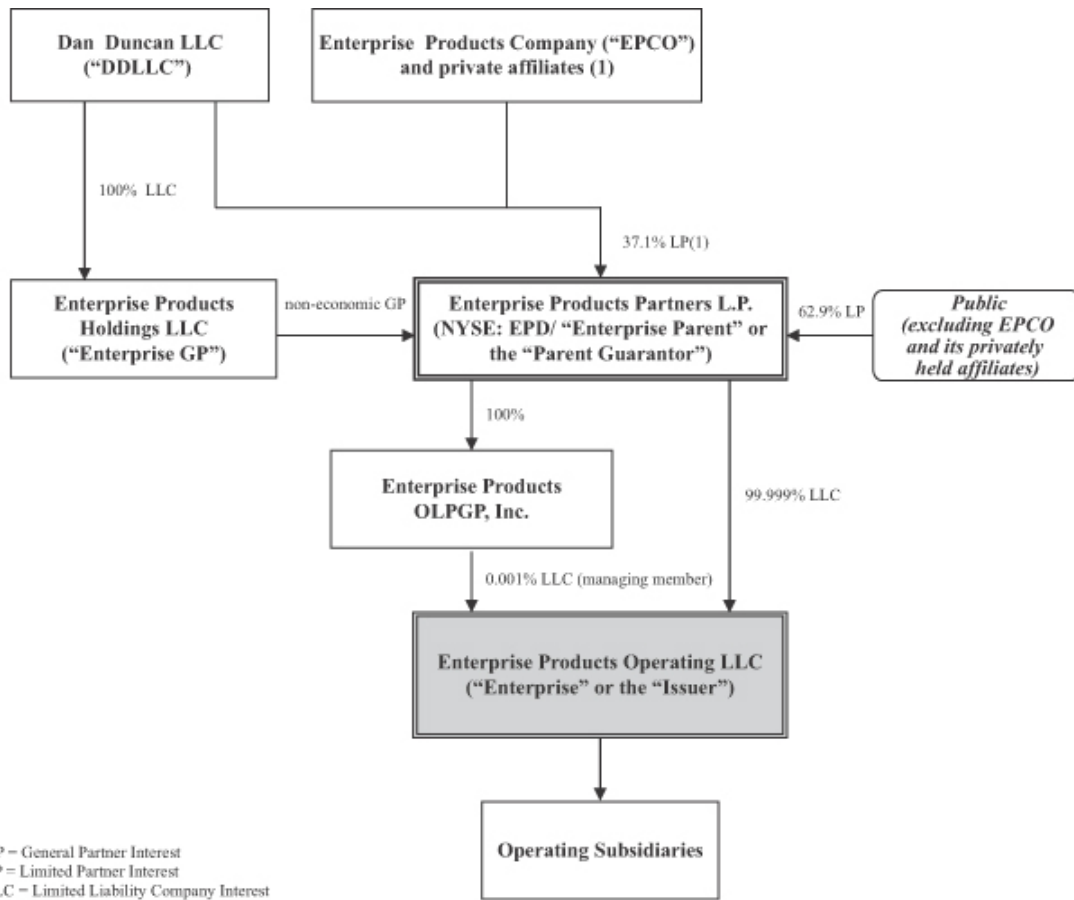 Dan Duncan LLC
(“DDLLC”)
Enterprise Products Company (“EPCO”)
and private affiliates (1)
100% LLC
37.1% LP(1)
Enterprise Products
Holdings LLC
(“Enterprise GP”)
non-economic GP
Enterprise Products Partners L.P.
(NYSE: EPD/ “Enterprise Parent” or
the “Parent Guarantor”)
62.9% LP
Public
(excluding EPCO
and its privately
held affiliates)
100%
Enterprise Products
OLPGP, Inc.
99.999% LLC
0.001% LLC (managing member)
Enterprise Products Operating LLC
(“Enterprise” or the “Issuer”)
Operating Subsidiaries
P = General Partner Interest
P = Limited Partner Interest
LC = Limited Liability Company Interest